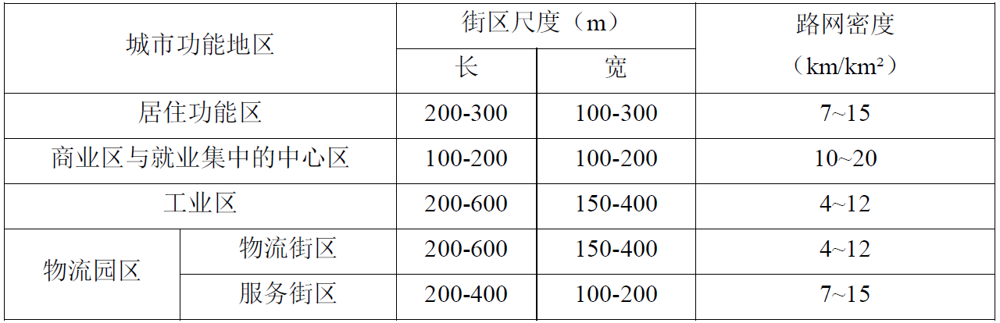 城市功能地区 街区尺度（m） 路网密度（km/km²）
长 宽
居住功能区 200-300 100-300 7~15
商业区与就业集中的中心区 100-200 100-200 10~20
工业区 200-600 150-400 4~12
物流园区 物流街区 200-600 150-400 4~12
服务街区 200-400 100-200 7~15